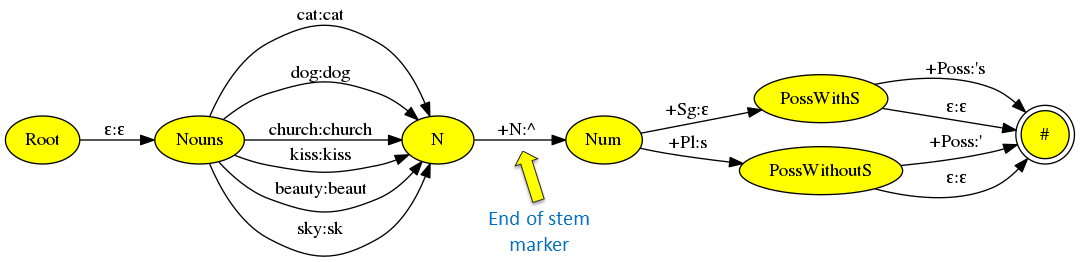 cat:cat
dog:dog
church:church
kiss:kiss
beauty:beaut
sky:sk
Root
ε:ε
Nouns
N
+N:^
Num
+Sg:ε
+Pl:s
PossWithS
PossWithoutS
+Poss:'s
ε:ε
+Poss:'
ε:ε
#
End of stem
marker